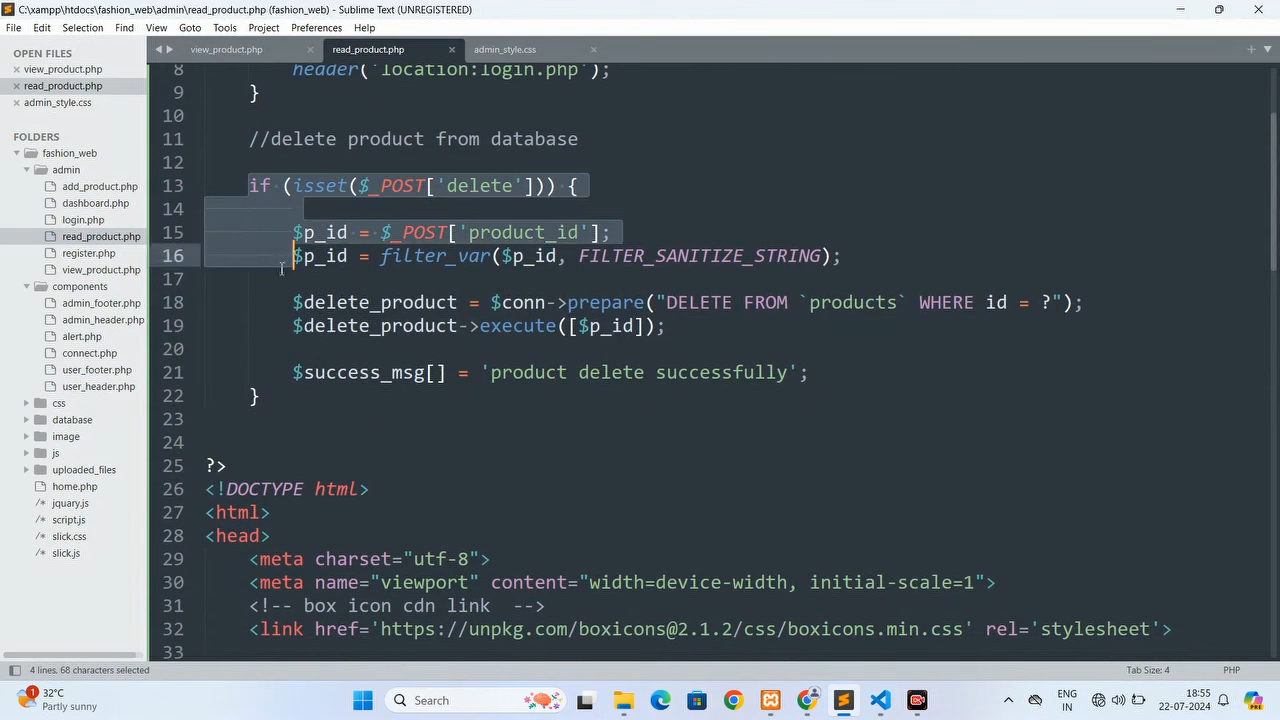 C:\xampp\htdocs\fashion_web\admin\read_product.php (fashion_web) - Sublime Text (UNREGISTERED)
File Edit Selection Find View Goto Tools Project Preferences Help
OPEN FILES
view_product.php
read_product.php
admin_style.css
FOLDERS
fashion_web
admin
add_product.php
dashboard.php
login.php
read_product.php
register.php
view_product.php
components
admin_footer.php
admin_header.php
alert.php
connect.php
user_footer.php
user_header.php
css
database
image
js
uploaded_files
home.php
jquary.js
script.js
slick.css
slick.js
view_product.php read_product.php admin_style.css
8 header('location:login.php');
9 }
10
11 //delete product from database
12
13 if (isset($_POST['delete'])) {
14
15 $p_id = $_POST['product_id'];
16 $p_id = filter_var($p_id, FILTER_SANITIZE_STRING);
17
18 $delete_product = $conn->prepare("DELETE FROM `products` WHERE id = ?");
19 $delete_product->execute([$p_id]);
20
21 $success_msg[] = 'product delete successfully';
22 }
23
24
25 ?>
26 <!DOCTYPE html>
27 <html>
28 <head>
29 <meta charset="utf-8">
30 <meta name="viewport" content="width=device-width, initial-scale=1">
31 <!-- box icon cdn link -->
32 <link href='https://unpkg.com/boxicons@2.1.2/css/boxicons.min.css' rel='stylesheet'>
33
4 lines, 68 characters selected
Tab Size: 4 PHP
1
32°C
Partly sunny
Search
ENG
IN
18:55
22-07-2024
PRE